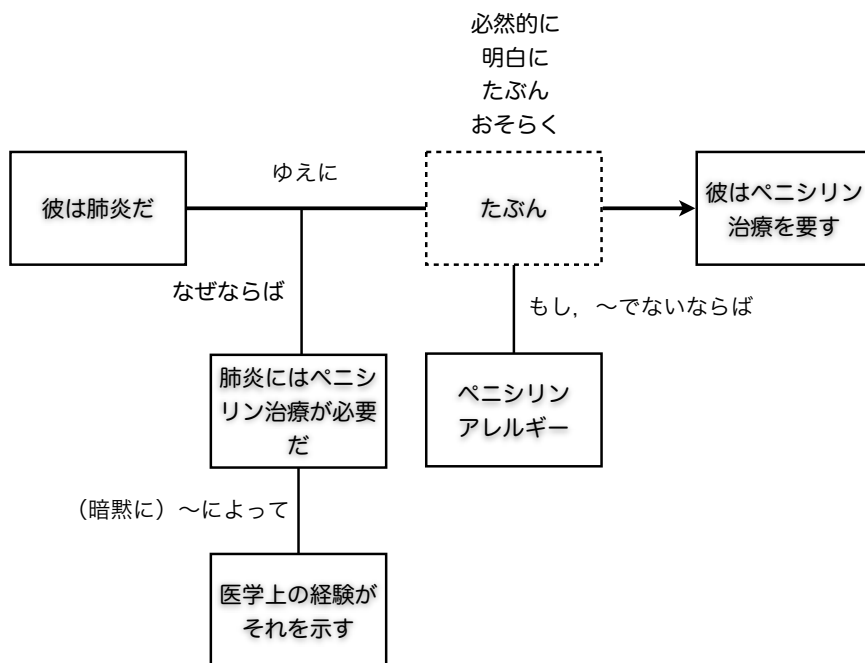 必然的に
明白に
たぶん
おそらく
彼は肺炎だ
ゆえに
たぶん
彼はペニシリン
治療を要す
なぜならば
もし，〜でないならば
肺炎にはペニシ
リン治療が必要
だ
ペニシリン
アレルギー
（暗黙に）〜によって
医学上の経験が
それを示す